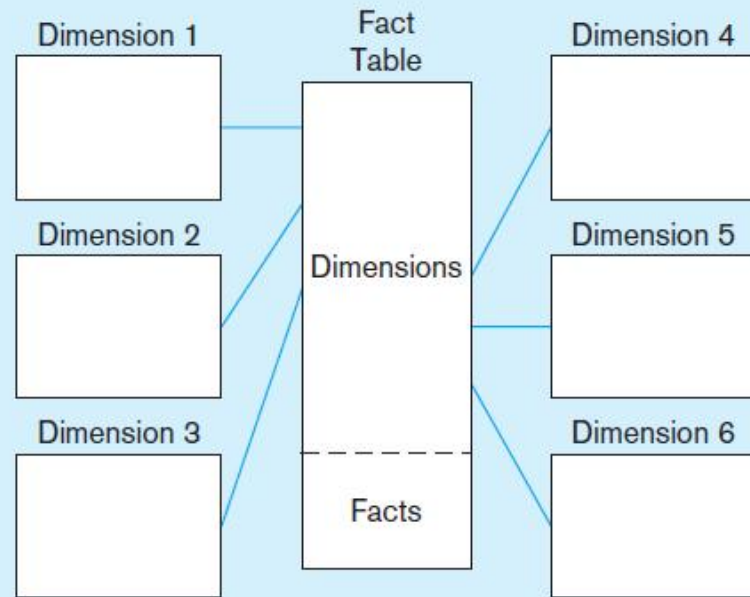 Dimension 1
Fact
Table
Dimension 4
Dimension 2
Dimensions
Dimension 5
Dimension 3
Dimension 6
Facts